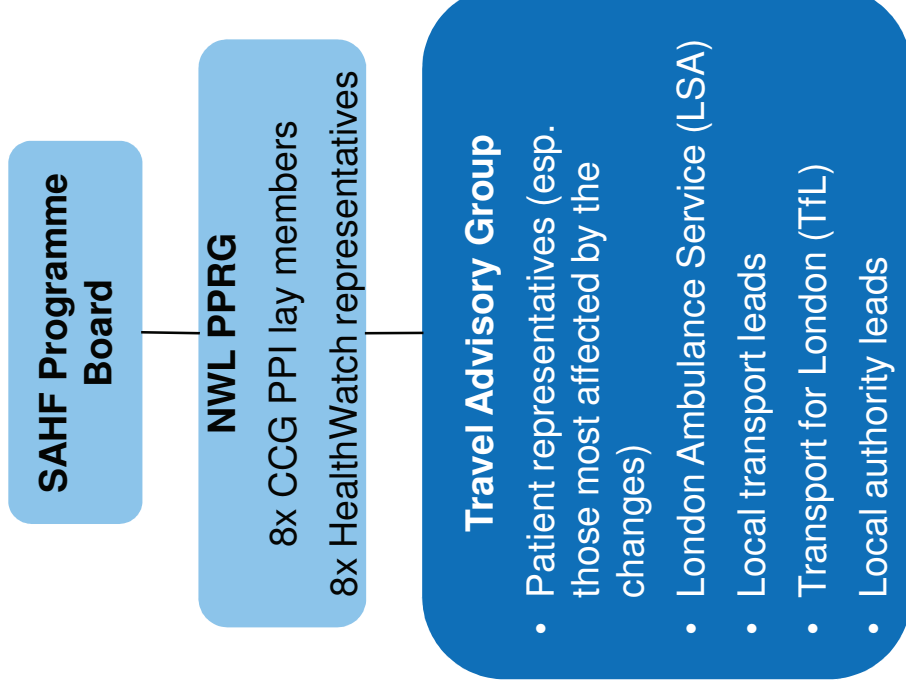 SAHF Programme
Board
NWL PPRG
8x CCG PPI lay members
8x HealthWatch representatives
Travel Advisory Group
• Patient representatives (esp.
those most affected by the
changes)
• London Ambulance Service (LSA)
• Local transport leads
• Transport for London (TfL)
• Local authority leads